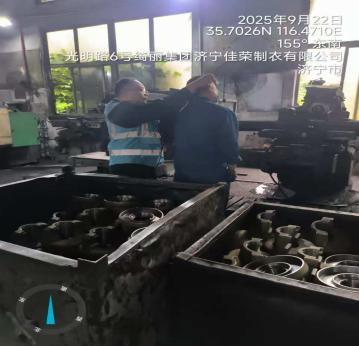 2025年9月22日
35.7026N 116.4710E
155° 东南
光明路6号绮丽集团济宁佳荣制衣有限公司
济宁市